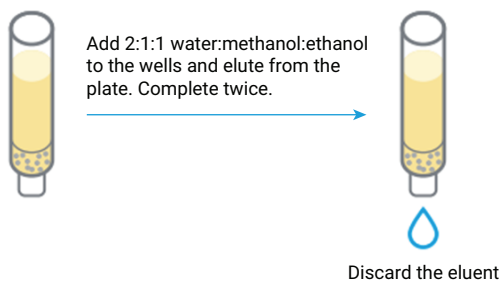 Add 2:1:1 water:methanol:ethanol
to the wells and elute from the
plate. Complete twice.
Discard the eluent